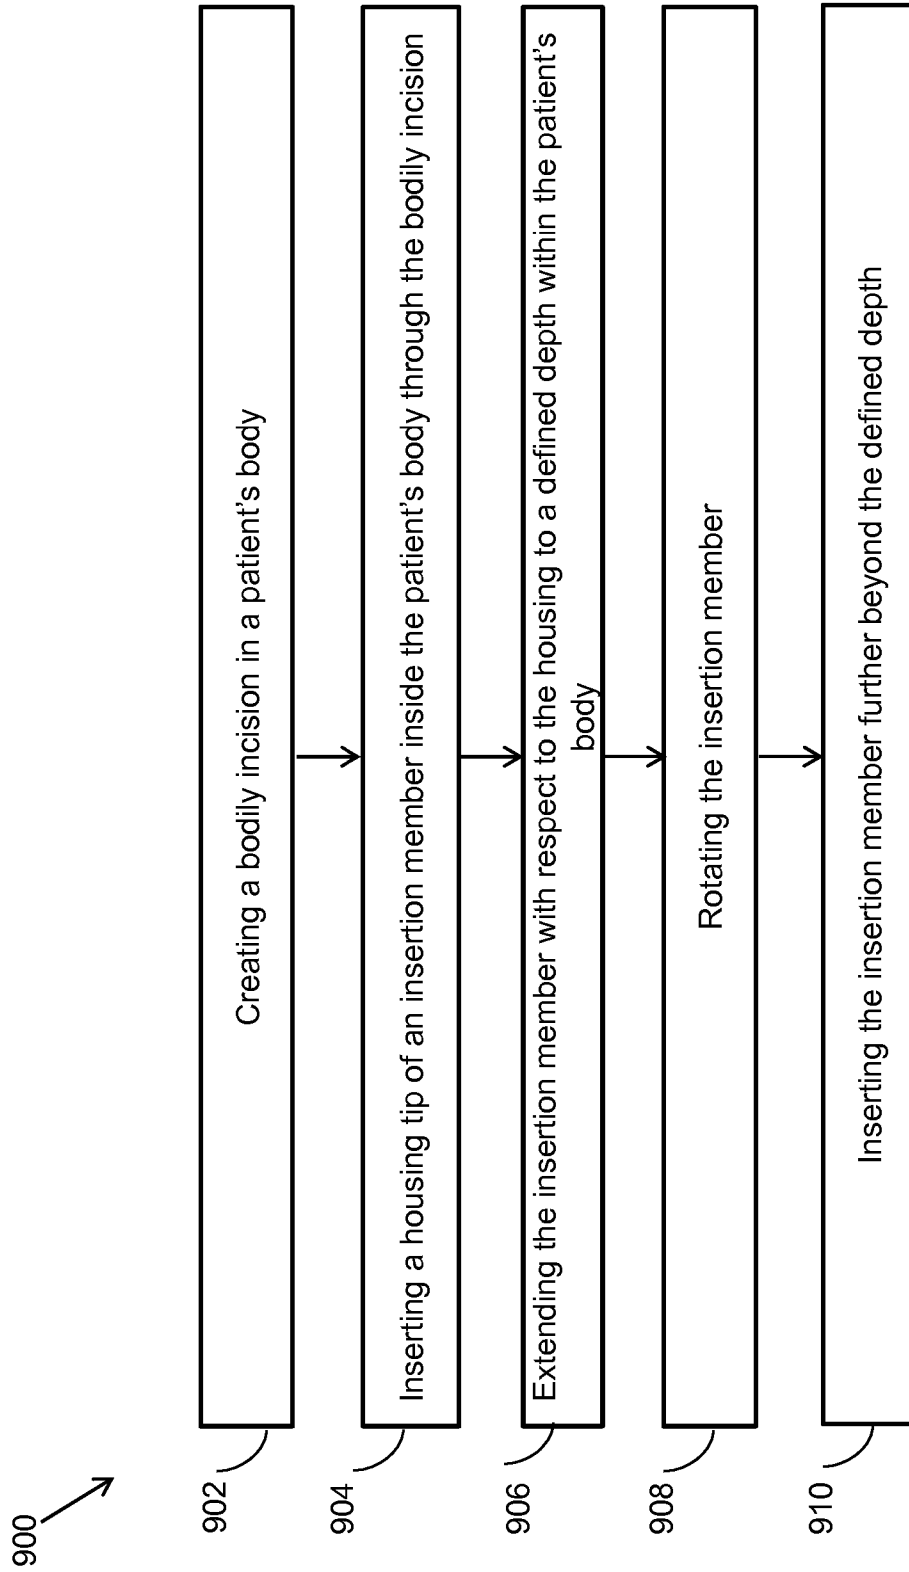 900
902
Creating a bodily incision in a patient's body
904
Inserting a housing tip of an insertion member inside the patient's body through the bodily incision
906
Extending the insertion member with respect to the housing to a defined depth within the patient's
body
908
Rotating the insertion member
910
Inserting the insertion member further beyond the defined depth